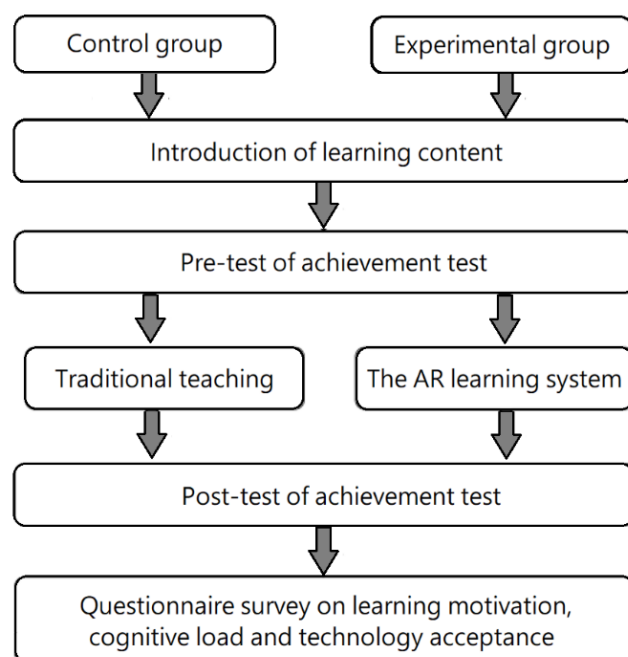 Control group
Experimental group
Introduction of learning content
Pre-test of achievement test
Traditional teaching
The AR learning system
Post-test of achievement test
Questionnaire survey on learning motivation,
cognitive load and technology acceptance